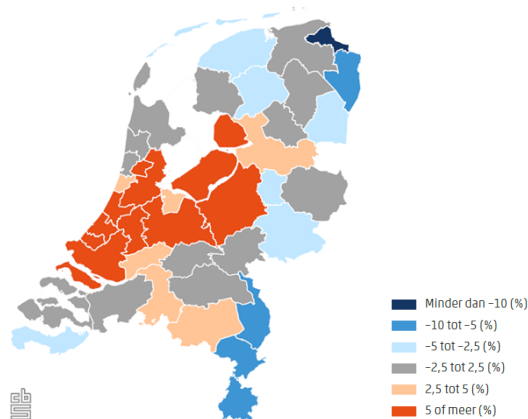 Minder dan –10 (%)
–10 tot –5 (%)
–5 tot –2,5 (%)
–2,5 tot 2,5 (%)
2,5 tot 5 (%)
5 of meer (%)